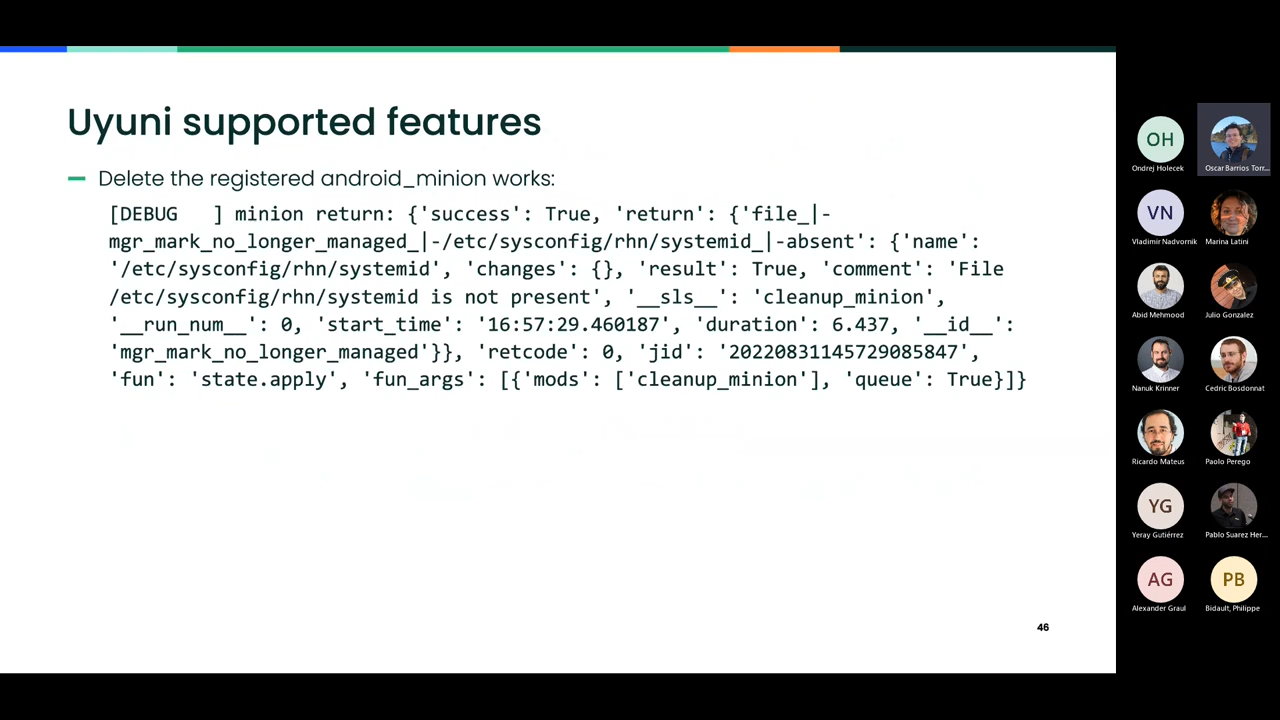 Uyuni supported features
Delete the registered android_minion works:
[DEBUG   ] minion return: {'success': True, 'return': {'file_|-
mgr_mark_no_longer_managed_|-/etc/sysconfig/rhn/systemid_|-absent': {'name':
'/etc/sysconfig/rhn/systemid', 'changes': {}, 'result': True, 'comment': 'File
/etc/sysconfig/rhn/systemid is not present', '__sls__': 'cleanup_minion',
'__run_num__': 0, 'start_time': '16:57:29.460187', 'duration': 6.437, '__id__':
'mgr_mark_no_longer_managed'}}, 'retcode': 0, 'jid': '20220831145729085847',
'fun': 'state.apply', 'fun_args': [{'mods': ['cleanup_minion'], 'queue': True}]}
46
OH
Ondrej Holecek
Oscar Barrios Torr...
VN
Vladimir Nadvornik
Marina Latini
Abid Mehmood
Julio Gonzalez
Nanuk Krinner
Cedric Bosdonnat
Ricardo Mateus
Paolo Perego
YG
Yeray Gutiérrez
Pablo Suarez Her...
AG
Alexander Graul
PB
Bidault, Philippe